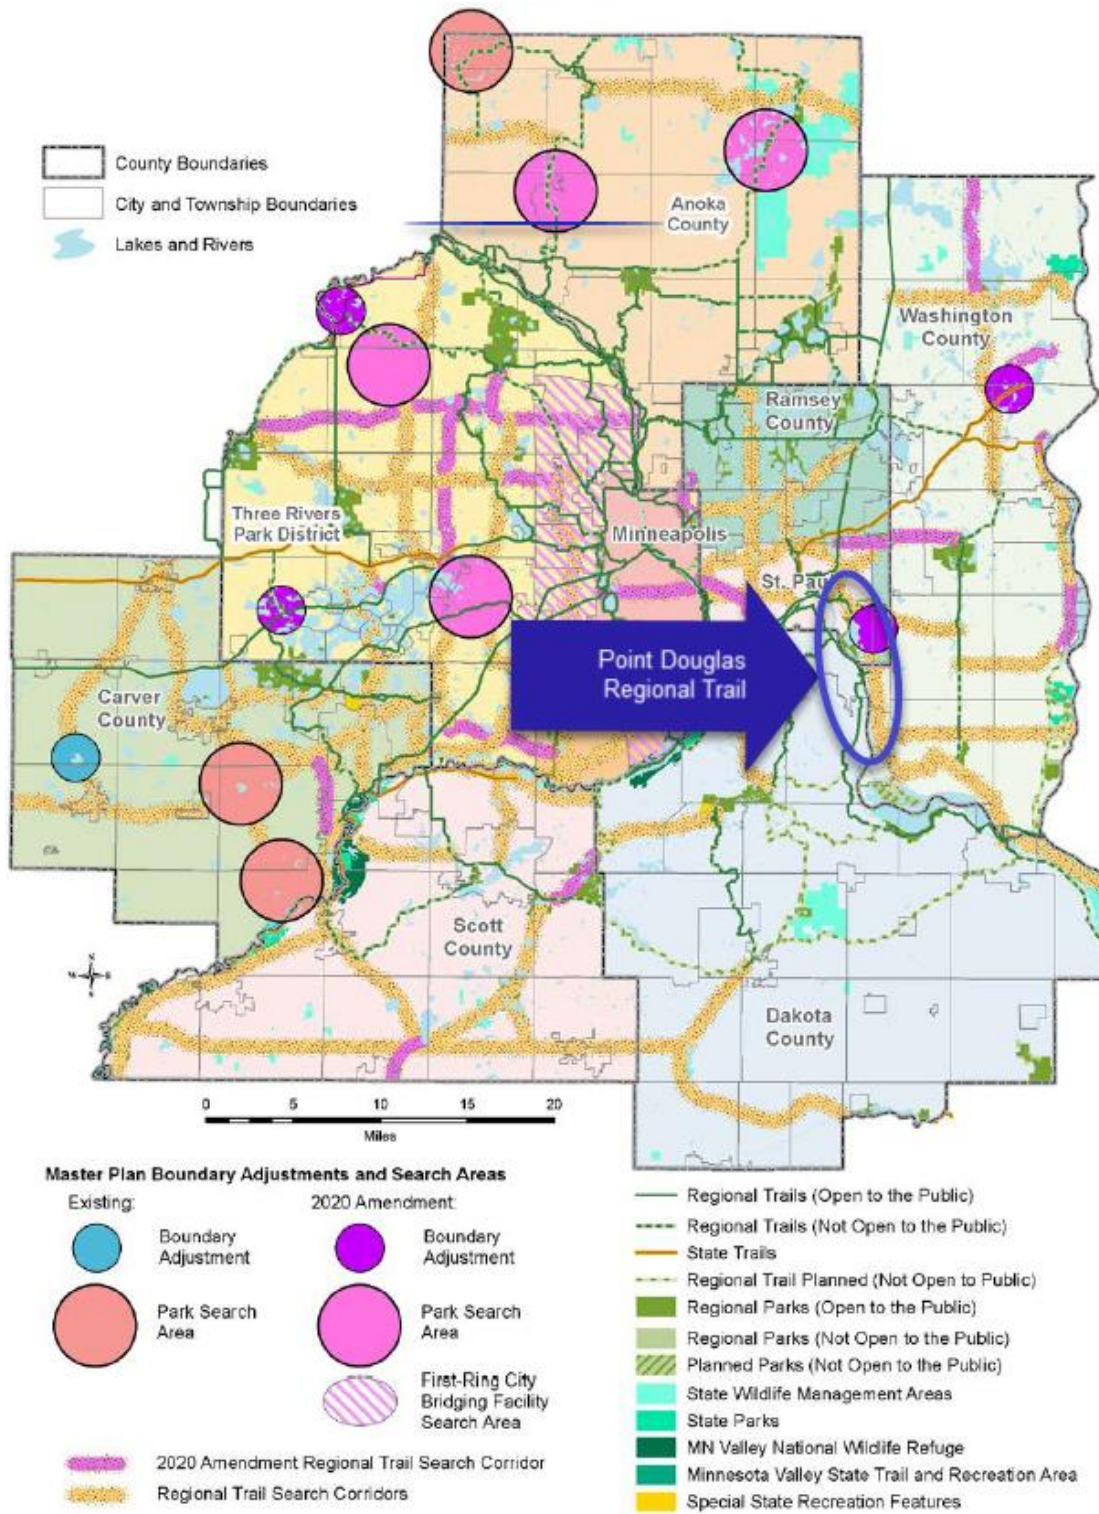 County Boundaries
City and Township Boundaries
Lakes and Rivers
Anoka
County
Washington
County
Ramsey
County
Three Rivers
Park District
Minneapolis
St. Paul
Point Douglas
Regional Trail
Carver
County
Scott
County
Dakota
County
0 5 10 15 20
Miles
Master Plan Boundary Adjustments and Search Areas
Existing:
Boundary
Adjustment
Park Search
Area
2020 Amendment:
Boundary
Adjustment
Park Search
Area
First-Ring City
Bridging Facility
Search Area
2020 Amendment Regional Trail Search Corridor
Regional Trail Search Corridors
Regional Trails (Open to the Public)
Regional Trails (Not Open to the Public)
State Trails
Regional Trail Planned (Not Open to Public)
Regional Parks (Open to the Public)
Regional Parks (Not Open to the Public)
Planned Parks (Not Open to the Public)
State Wildlife Management Areas
State Parks
MN Valley National Wildlife Refuge
Minnesota Valley State Trail and Recreation Area
Special State Recreation Features